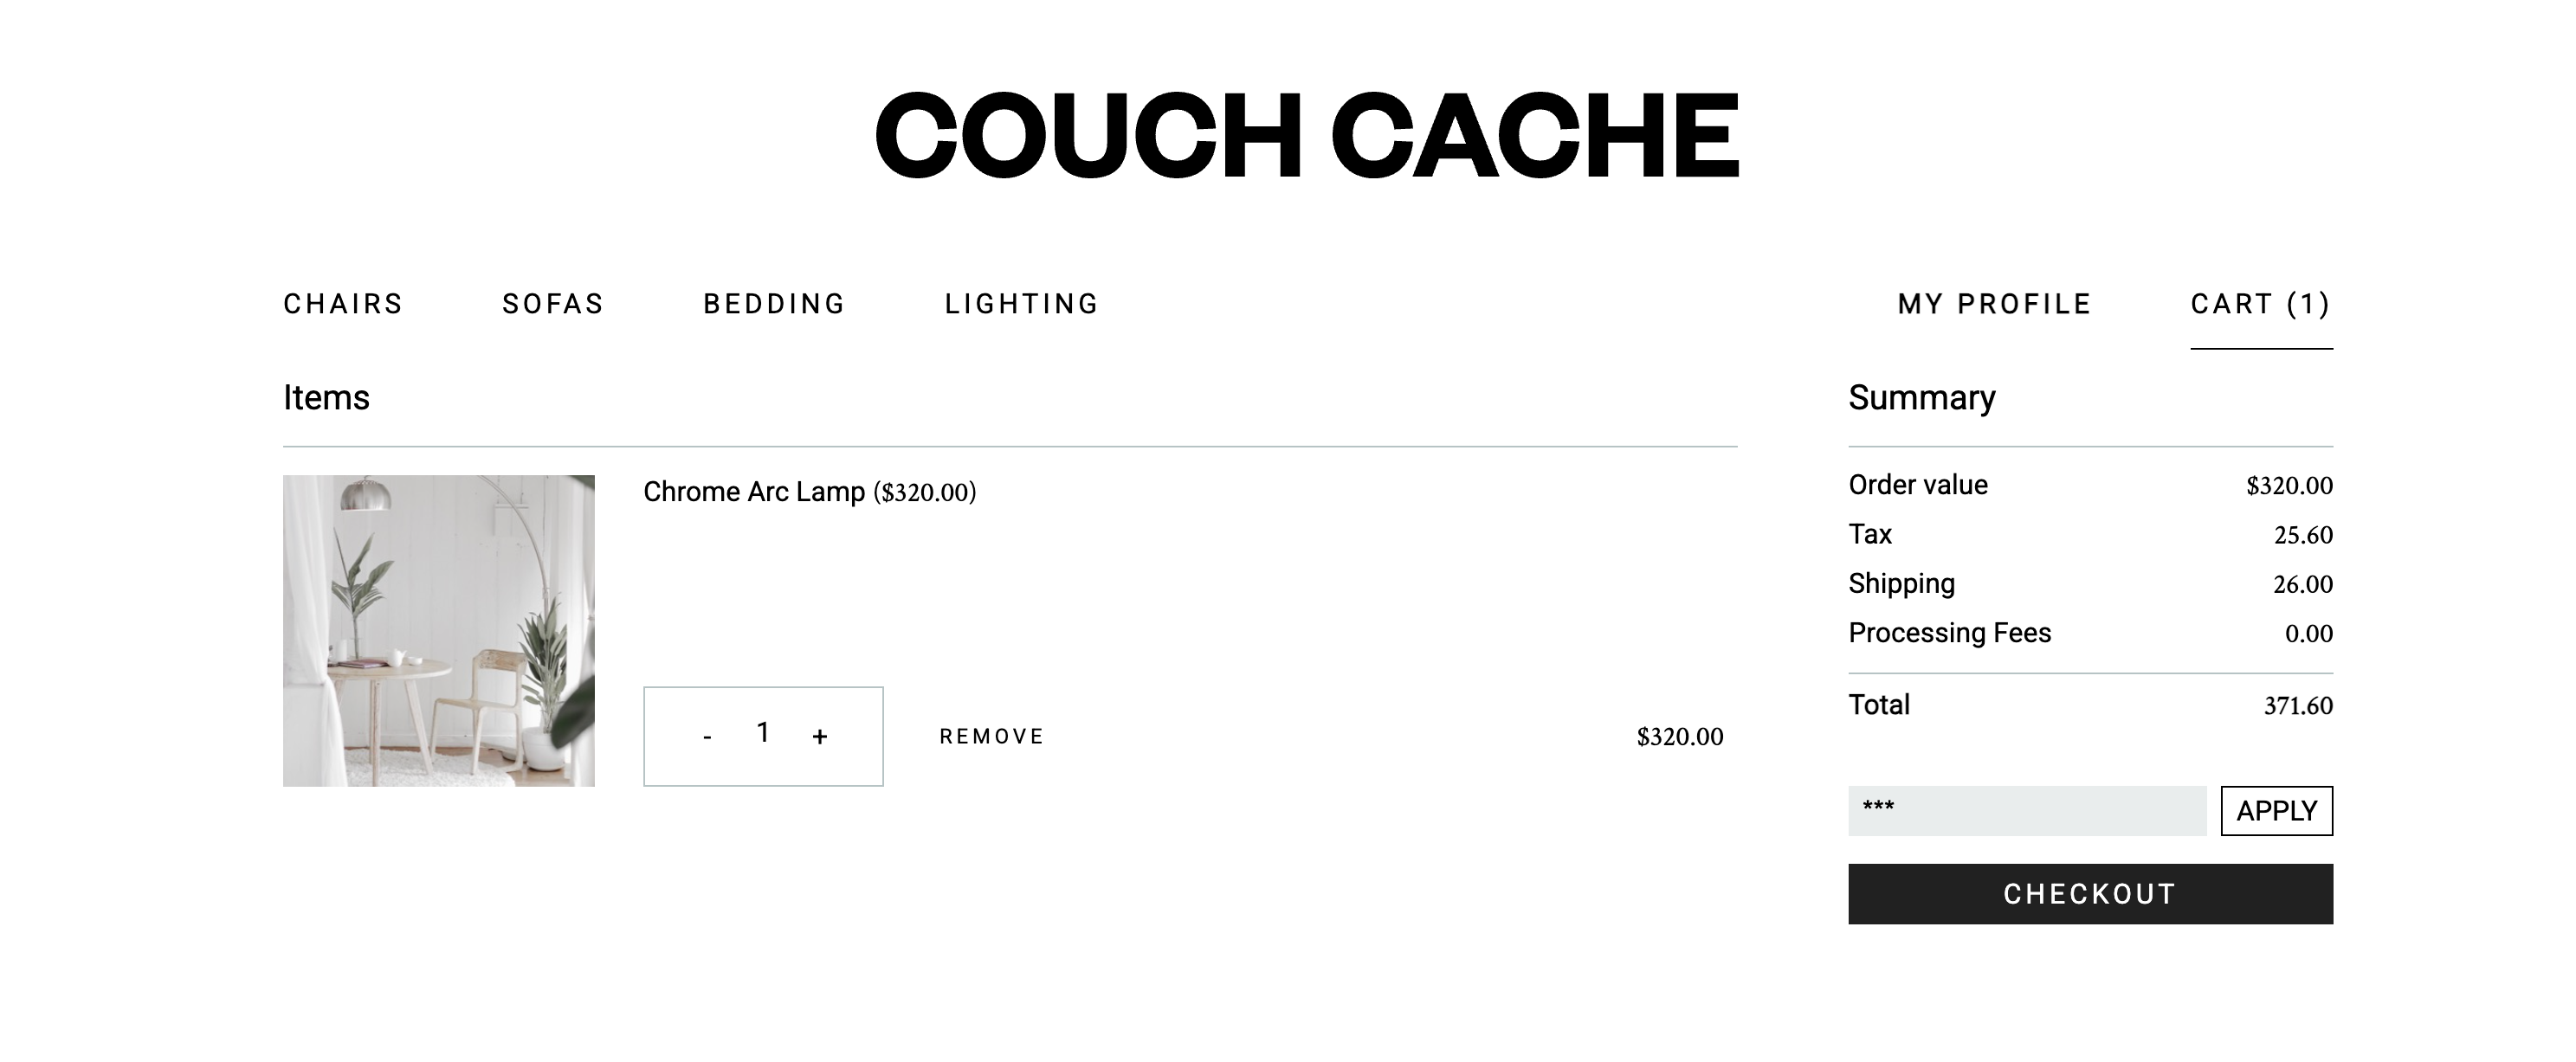 COUCH CACHE
CHAIRS SOFAS BEDDING LIGHTING MY PROFILE CART (1)
Items
Chrome Arc Lamp ($320.00)
- 1 + REMOVE $320.00
Summary
Order value $320.00
Tax 25.60
Shipping 26.00
Processing Fees 0.00
Total 371.60
*** APPLY
CHECKOUT